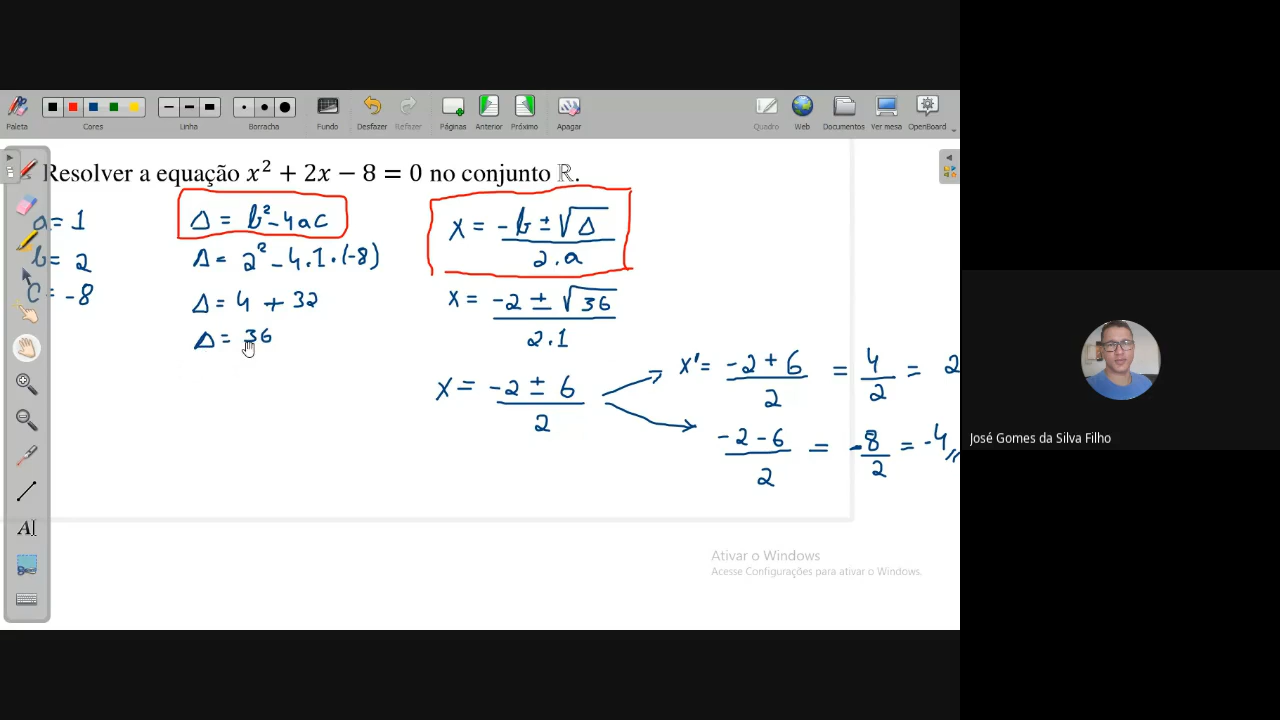 Paleta
Cores
Linha
Borracha
Fundo
Desfazer
Refazer
Páginas
Anterior
Próximo
Apagar
Quadro
Web
Documentos
Ver mesa
OpenBoard
Resolver a equação x² + 2x − 8 = 0 no conjunto ℝ.
a = 1
b = 2
c = -8
Δ = b² - 4ac
Δ = 2² - 4.1.(-8)
Δ = 4 + 32
Δ = 36
x = -b ± √Δ / 2.a
x = -2 ± √36 / 2.1
x = -2 ± 6 / 2
x' = -2 + 6 / 2 = 4/2 = 2
-2 - 6 / 2 = -8/2 = -4//
A
Ativar o Windows
Acesse Configurações para ativar o Windows.
José Gomes da Silva Filho